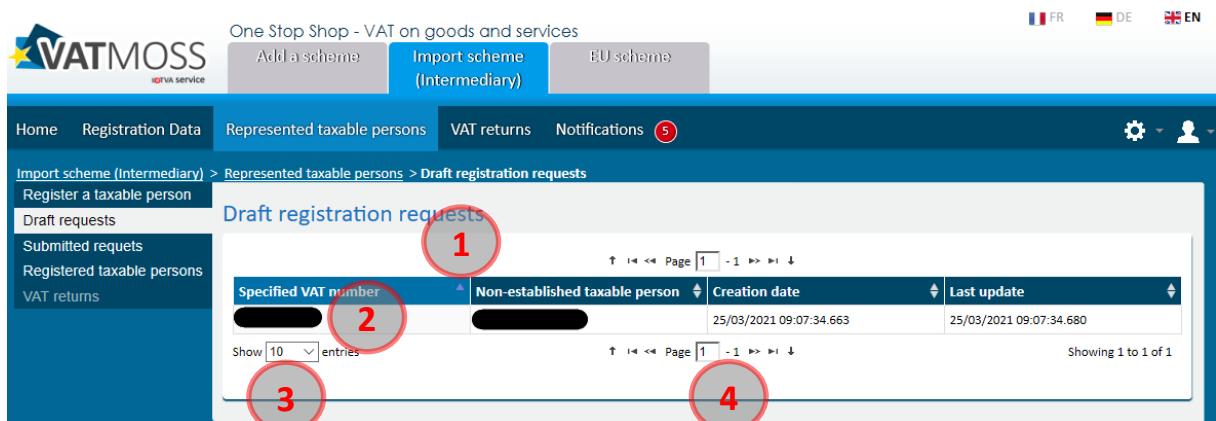 FR DE EN
One Stop Shop - VAT on goods and services
VATMOSS
TVA service
Add a scheme
Import scheme
(Intermediary)
EU scheme
Home Registration Data Represented taxable persons VAT returns Notifications 5
Import scheme (Intermediary) > Represented taxable persons > Draft registration requests
Register a taxable person
Draft requests
Submitted requets
Registered taxable persons
VAT returns
Draft registration requests
1
Page 1 - 1
Specified VAT number Non-established taxable person Creation date Last update
2
25/03/2021 09:07:34.663 25/03/2021 09:07:34.680
Show 10 entries Page 1 - 1 Showing 1 to 1 of 1
3 4